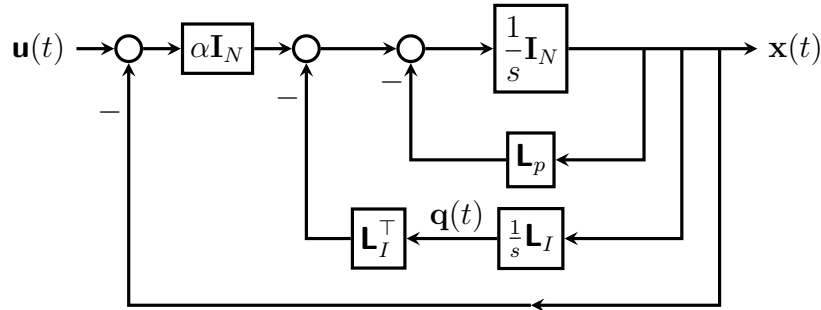 u(t)
αI_N
1/s I_N
x(t)
−
−
−
L_p
q(t)
L_I^⊤
1/s L_I